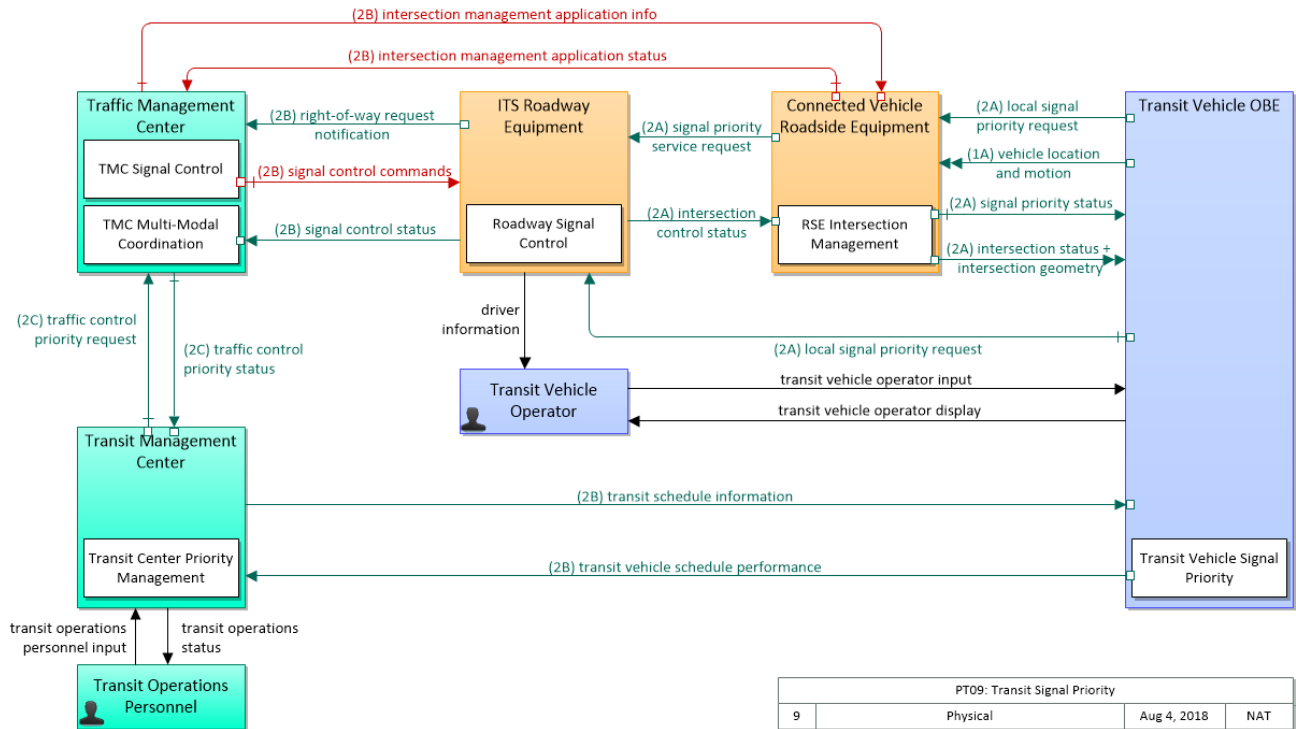 (2B) intersection management application info
(2B) intersection management application status
Traffic Management
Center
TMC Signal Control
TMC Multi-Modal
Coordination
(2B) right-of-way request
notification
(2B) signal control commands
(2B) signal control status
ITS Roadway
Equipment
Roadway Signal
Control
(2A) signal priority
service request
(2A) intersection
control status
Connected Vehicle
Roadside Equipment
RSE Intersection
Management
(2A) local signal
priority request
(1A) vehicle location
and motion
(2A) signal priority status
(2A) intersection status +
intersection geometry
Transit Vehicle OBE
(2C) traffic control
priority request
(2C) traffic control
priority status
driver
information
(2A) local signal priority request
Transit Vehicle
Operator
transit vehicle operator input
transit vehicle operator display
Transit Management
Center
Transit Center Priority
Management
(2B) transit schedule information
(2B) transit vehicle schedule performance
Transit Vehicle Signal
Priority
transit operations
personnel input
transit operations
status
Transit Operations
Personnel
PT09: Transit Signal Priority
9 Physical Aug 4, 2018 NAT